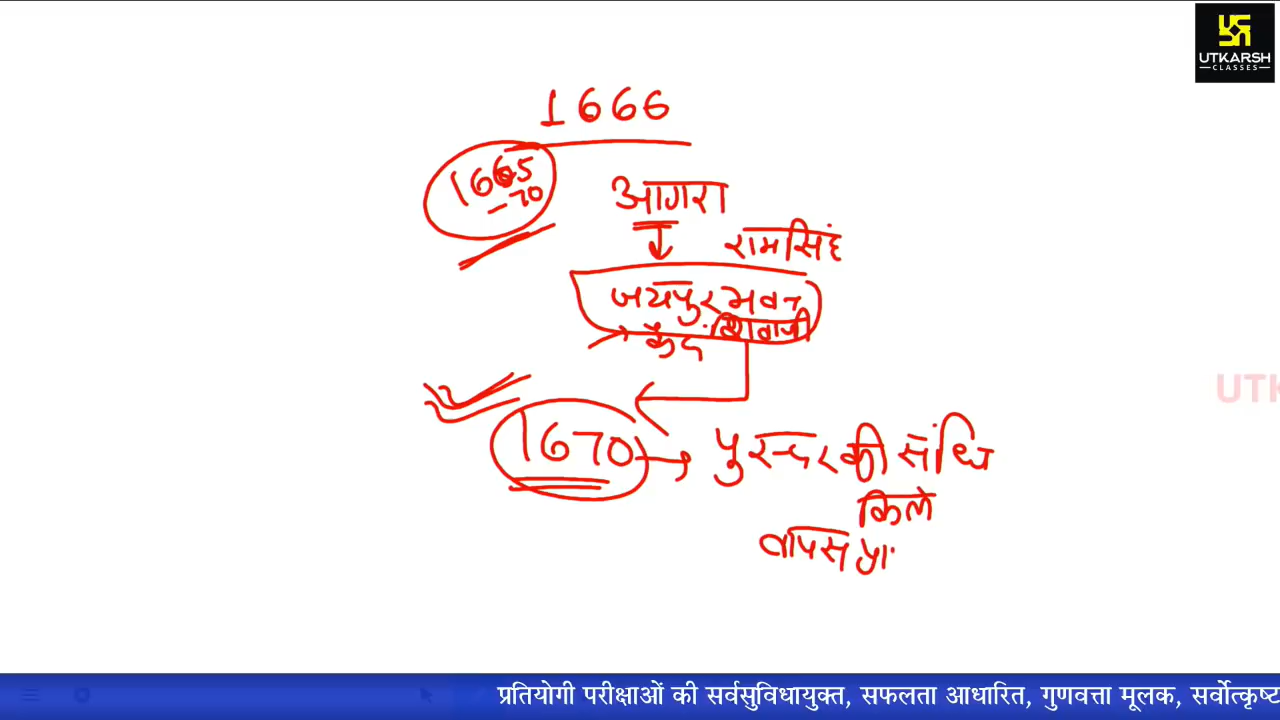 UTKARSH
CLASSES
1666
1665
-70
आगरा
रामसिंह
जयपुर भवन
कैद शिवाजी
1670 → पुरन्दर की संधि
किले
वापस प्रा
UTK
प्रतियोगी परीक्षाओं की सर्वसुविधायुक्त, सफलता आधारित, गुणवत्ता मूलक, सर्वोत्कृष्ट